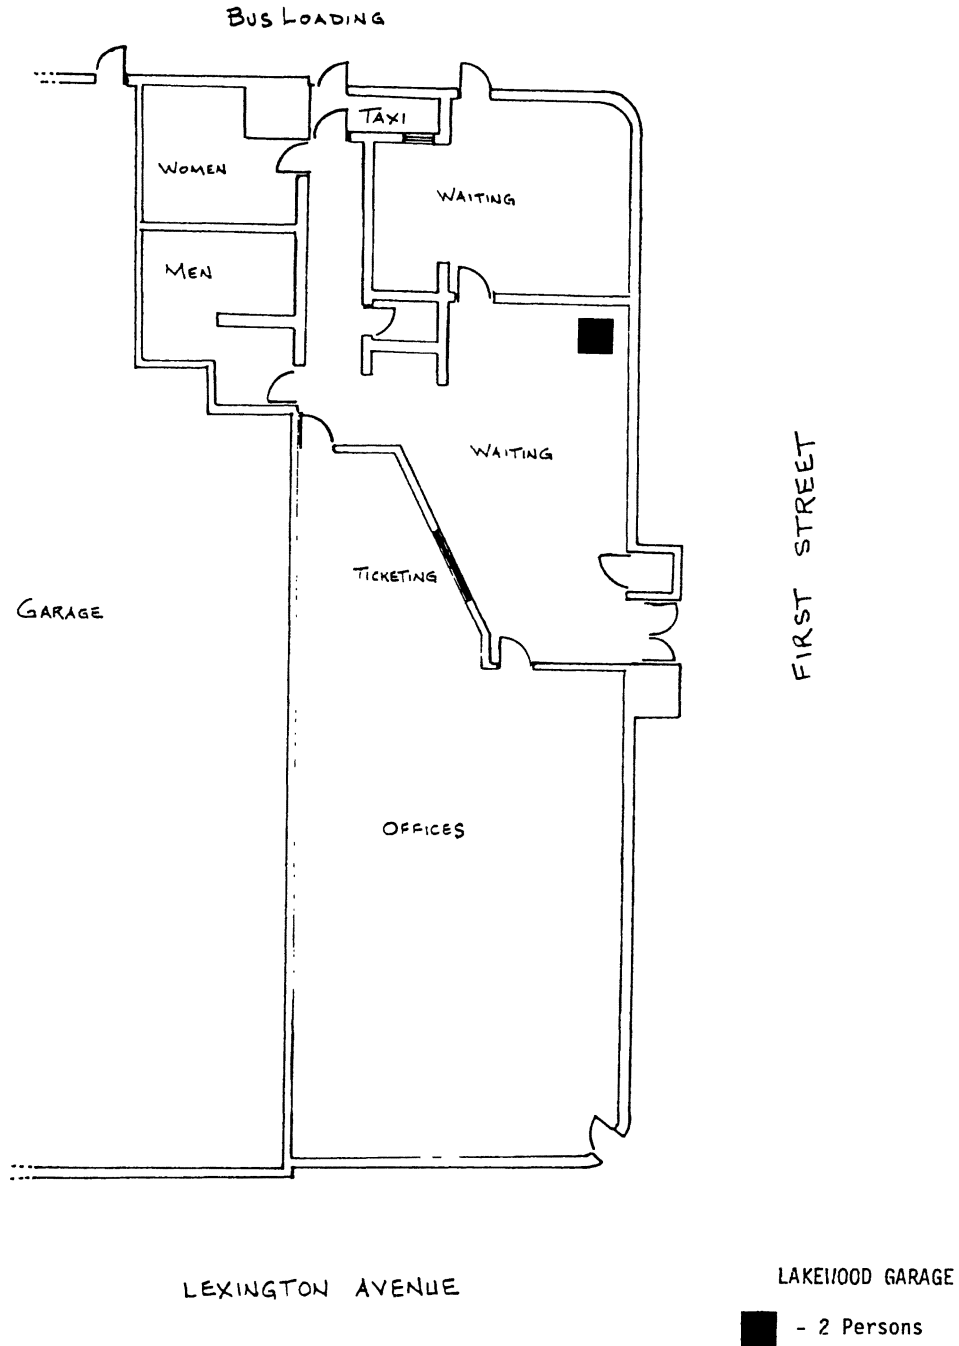 BUS LOADING
TAXI
WOMEN
WAITING
MEN
WAITING
FIRST STREET
TICKETING
GARAGE
OFFICES
LEXINGTON AVENUE
LAKEWOOD GARAGE
- 2 Persons